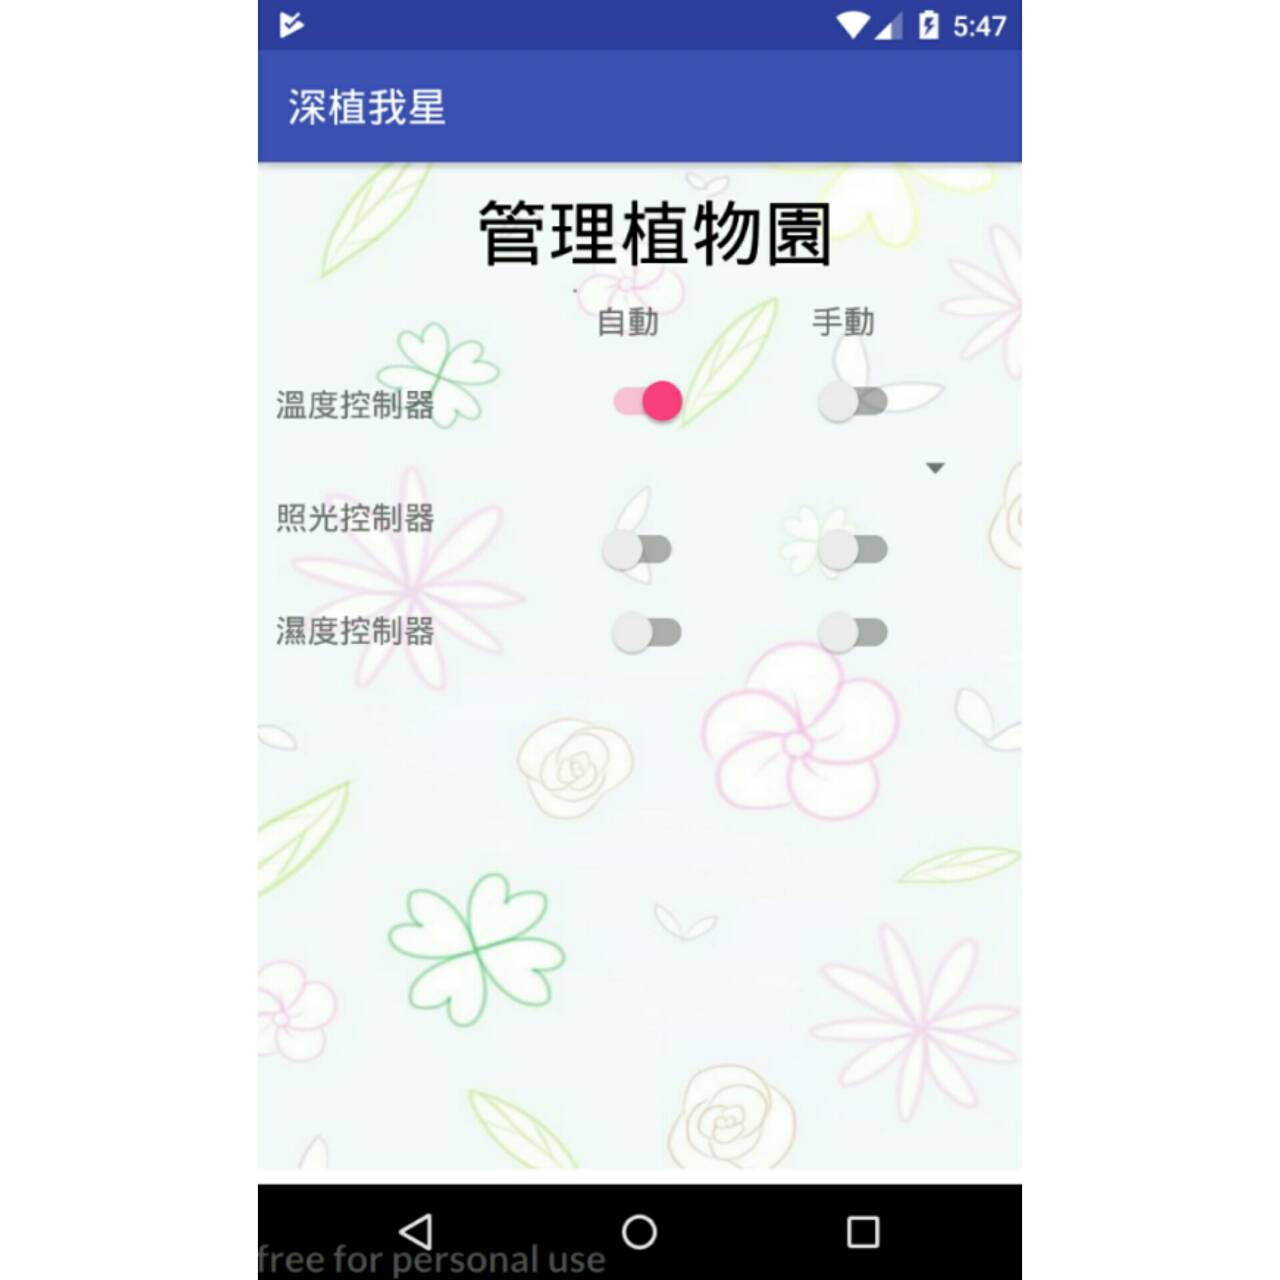 5:47
深植我星
管理植物園
自動 手動
溫度控制器
照光控制器
濕度控制器
free for personal use